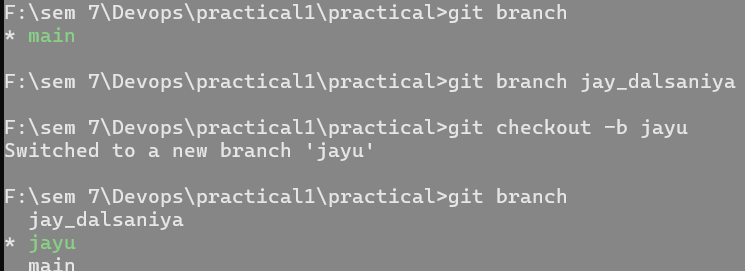 F:\sem 7\Devops\practical1\practical>git branch
* main
F:\sem 7\Devops\practical1\practical>git branch jay_dalsaniya
F:\sem 7\Devops\practical1\practical>git checkout -b jayu
Switched to a new branch 'jayu'
F:\sem 7\Devops\practical1\practical>git branch
  jay_dalsaniya
* jayu
  main